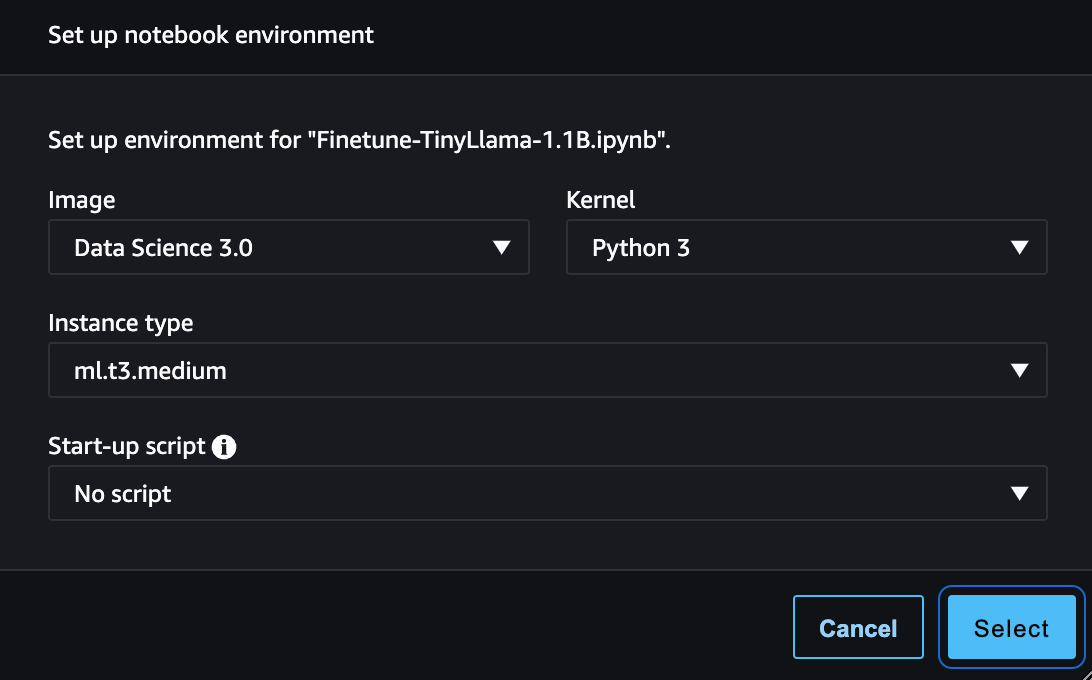 Set up notebook environment
Set up environment for "Finetune-TinyLlama-1.1B.ipynb".
Image
Kernel
Data Science 3.0
Python 3
Instance type
ml.t3.medium
Start-up script
No script
Cancel
Select